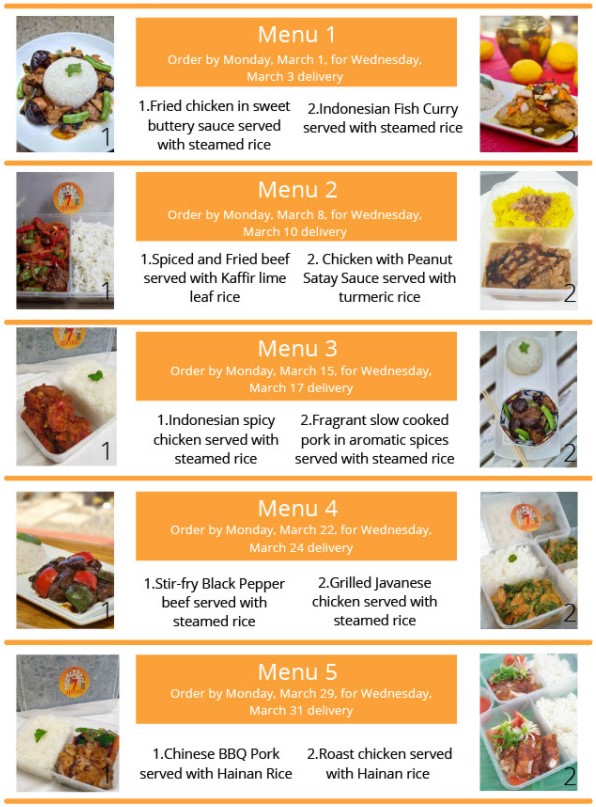 Menu 1
Order by Monday, March 1, for Wednesday,
March 3 delivery
1.Fried chicken in sweet
buttery sauce served
with steamed rice
2.Indonesian Fish Curry
served with steamed rice
1
2
Menu 2
Order by Monday, March 8, for Wednesday,
March 10 delivery
1.Spiced and Fried beef
served with Kaffir lime
leaf rice
2. Chicken with Peanut
Satay Sauce served with
turmeric rice
7
1
2
Menu 3
Order by Monday, March 15, for Wednesday,
March 17 delivery
1.Indonesian spicy
chicken served with
steamed rice
2.Fragrant slow cooked
pork in aromatic spices
served with steamed rice
7
1
2
Menu 4
Order by Monday, March 22, for Wednesday,
March 24 delivery
1.Stir-fry Black Pepper
beef served with
steamed rice
2.Grilled Javanese
chicken served with
steamed rice
1
7
2
Menu 5
Order by Monday, March 29, for Wednesday,
March 31 delivery
1.Chinese BBQ Pork
served with Hainan Rice
2.Roast chicken served
with Hainan rice
7
1
2